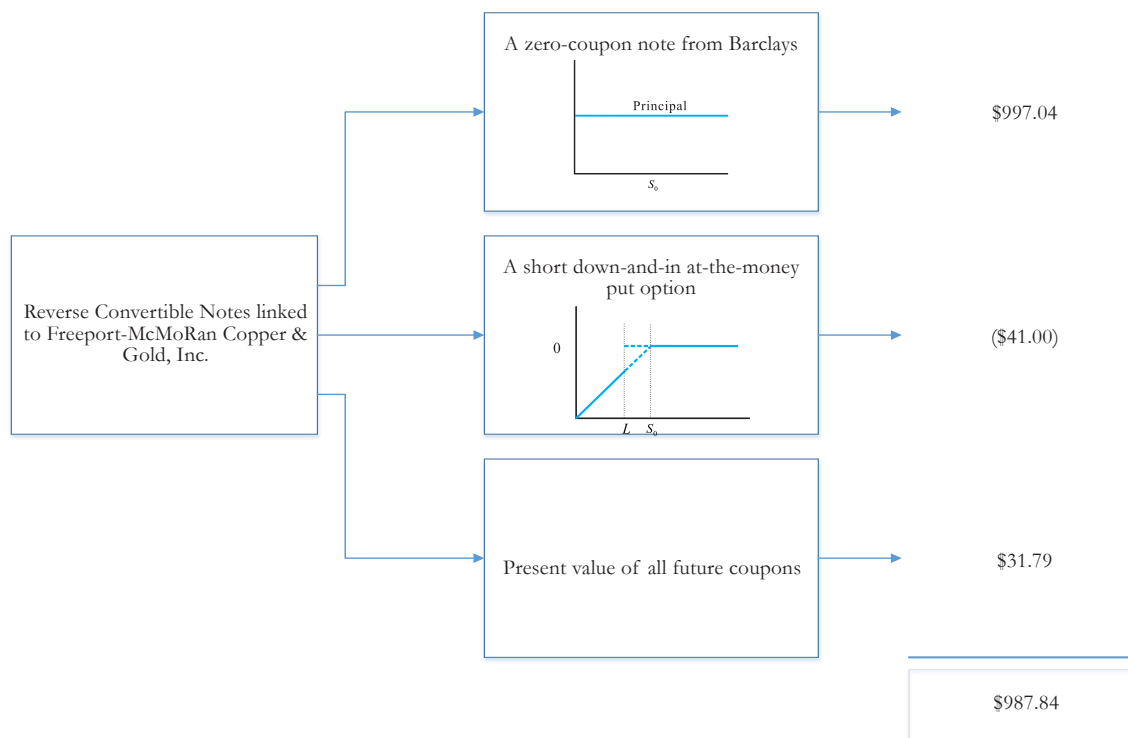 A zero-coupon note from Barclays
Principal
S0
$997.04
Reverse Convertible Notes linked
to Freeport-McMoRan Copper &
Gold, Inc.
A short down-and-in at-the-money
put option
0
L S0
($41.00)
Present value of all future coupons
$31.79
$987.84